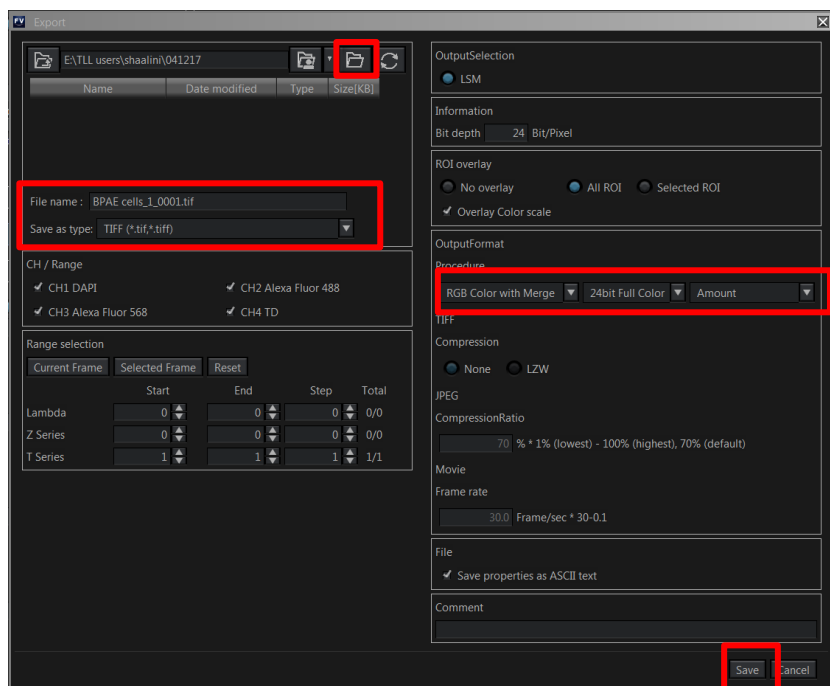 FV Export
E:\TLL users\shaalini\041217
Name Date modified Type Size[KB]
File name : BPAE cells_1_0001.tif
Save as type: TIFF (*.tif,*.tiff)
CH / Range
CH1 DAPI CH2 Alexa Fluor 488
CH3 Alexa Fluor 568 CH4 TD
Range selection
Current Frame Selected Frame Reset
Start End Step Total
Lambda 0 0 0 0/0
Z Series 0 0 0 0/0
T Series 1 1 1 1/1
OutputSelection
LSM
Information
Bit depth 24 Bit/Pixel
ROI overlay
No overlay All ROI Selected ROI
Overlay Color scale
OutputFormat
Procedure
RGB Color with Merge 24bit Full Color Amount
TIFF
Compression
None LZW
JPEG
CompressionRatio
70 % * 1% (lowest) - 100% (highest), 70% (default)
Movie
Frame rate
30.0 Frame/sec * 30-0.1
File
Save properties as ASCII text
Comment
Save Cancel